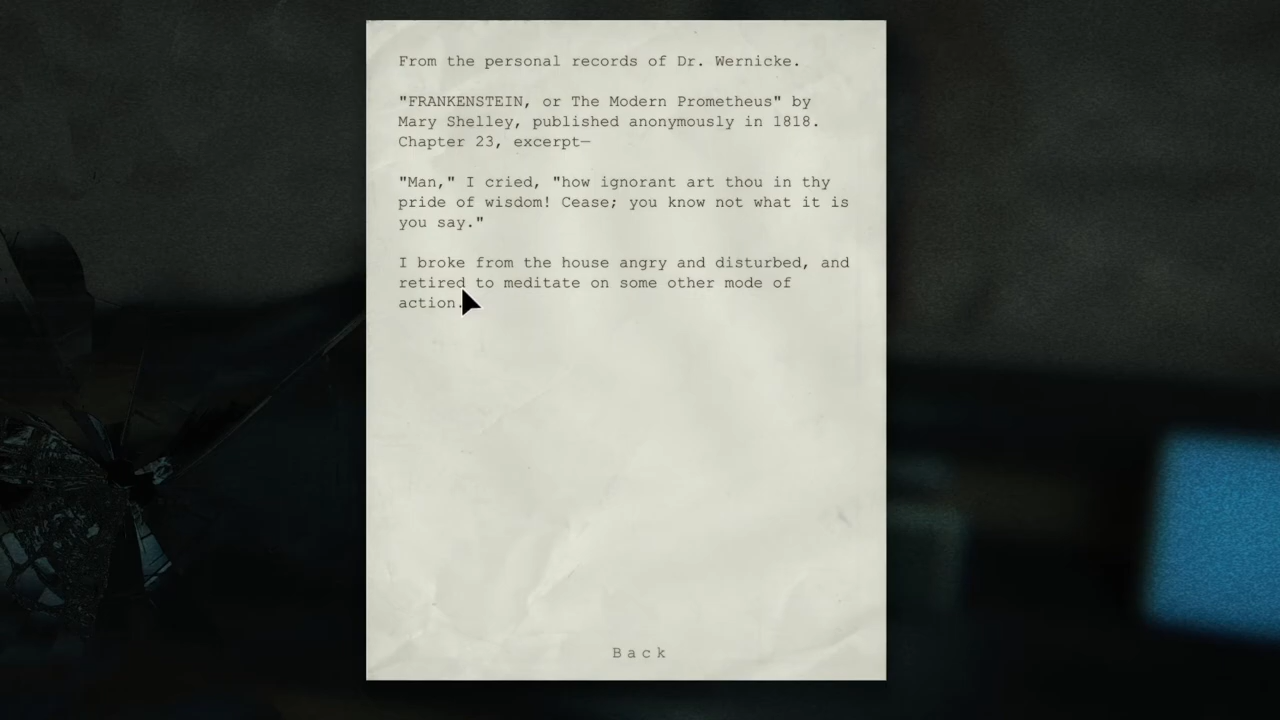 From the personal records of Dr. Wernicke.
"FRANKENSTEIN, or The Modern Prometheus" by
Mary Shelley, published anonymously in 1818.
Chapter 23, excerpt—
"Man," I cried, "how ignorant art thou in thy
pride of wisdom! Cease; you know not what it is
you say."
I broke from the house angry and disturbed, and
retired to meditate on some other mode of
action.
Back